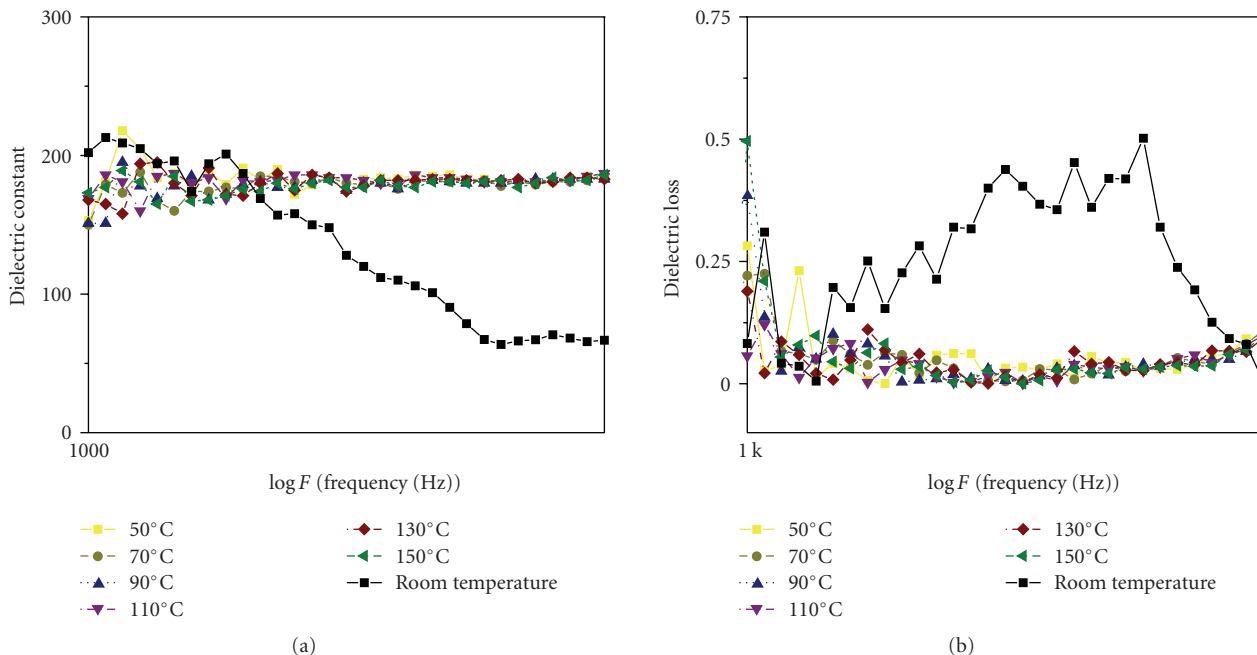 300
200
100
0
Dielectric constant
1000
log F (frequency (Hz))
50°C
70°C
90°C
110°C
130°C
150°C
Room temperature
(a)
0.75
0.5
0.25
0
Dielectric loss
1 k
log F (frequency (Hz))
50°C
70°C
90°C
110°C
130°C
150°C
Room temperature
(b)